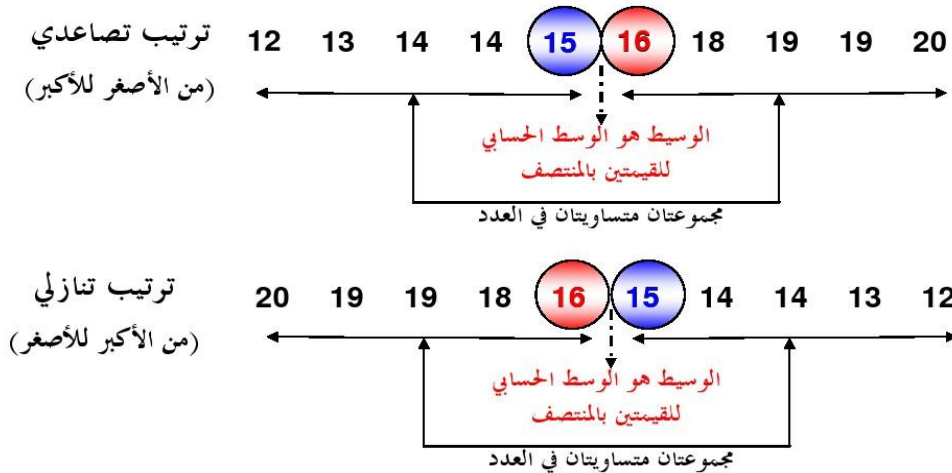 ترتيب تصاعدي
(من الأصغر للأكبر)
12 13 14 14 15 16 18 19 19 20
الوسيط هو الوسط الحسابي
للقيمتين بالمنتصف
مجموعتان متساويتان في العدد
ترتيب تنازلي
(من الأكبر للأصغر)
20 19 19 18 16 15 14 14 13 12
الوسيط هو الوسط الحسابي
للقيمتين بالمنتصف
مجموعتان متساويتان في العدد